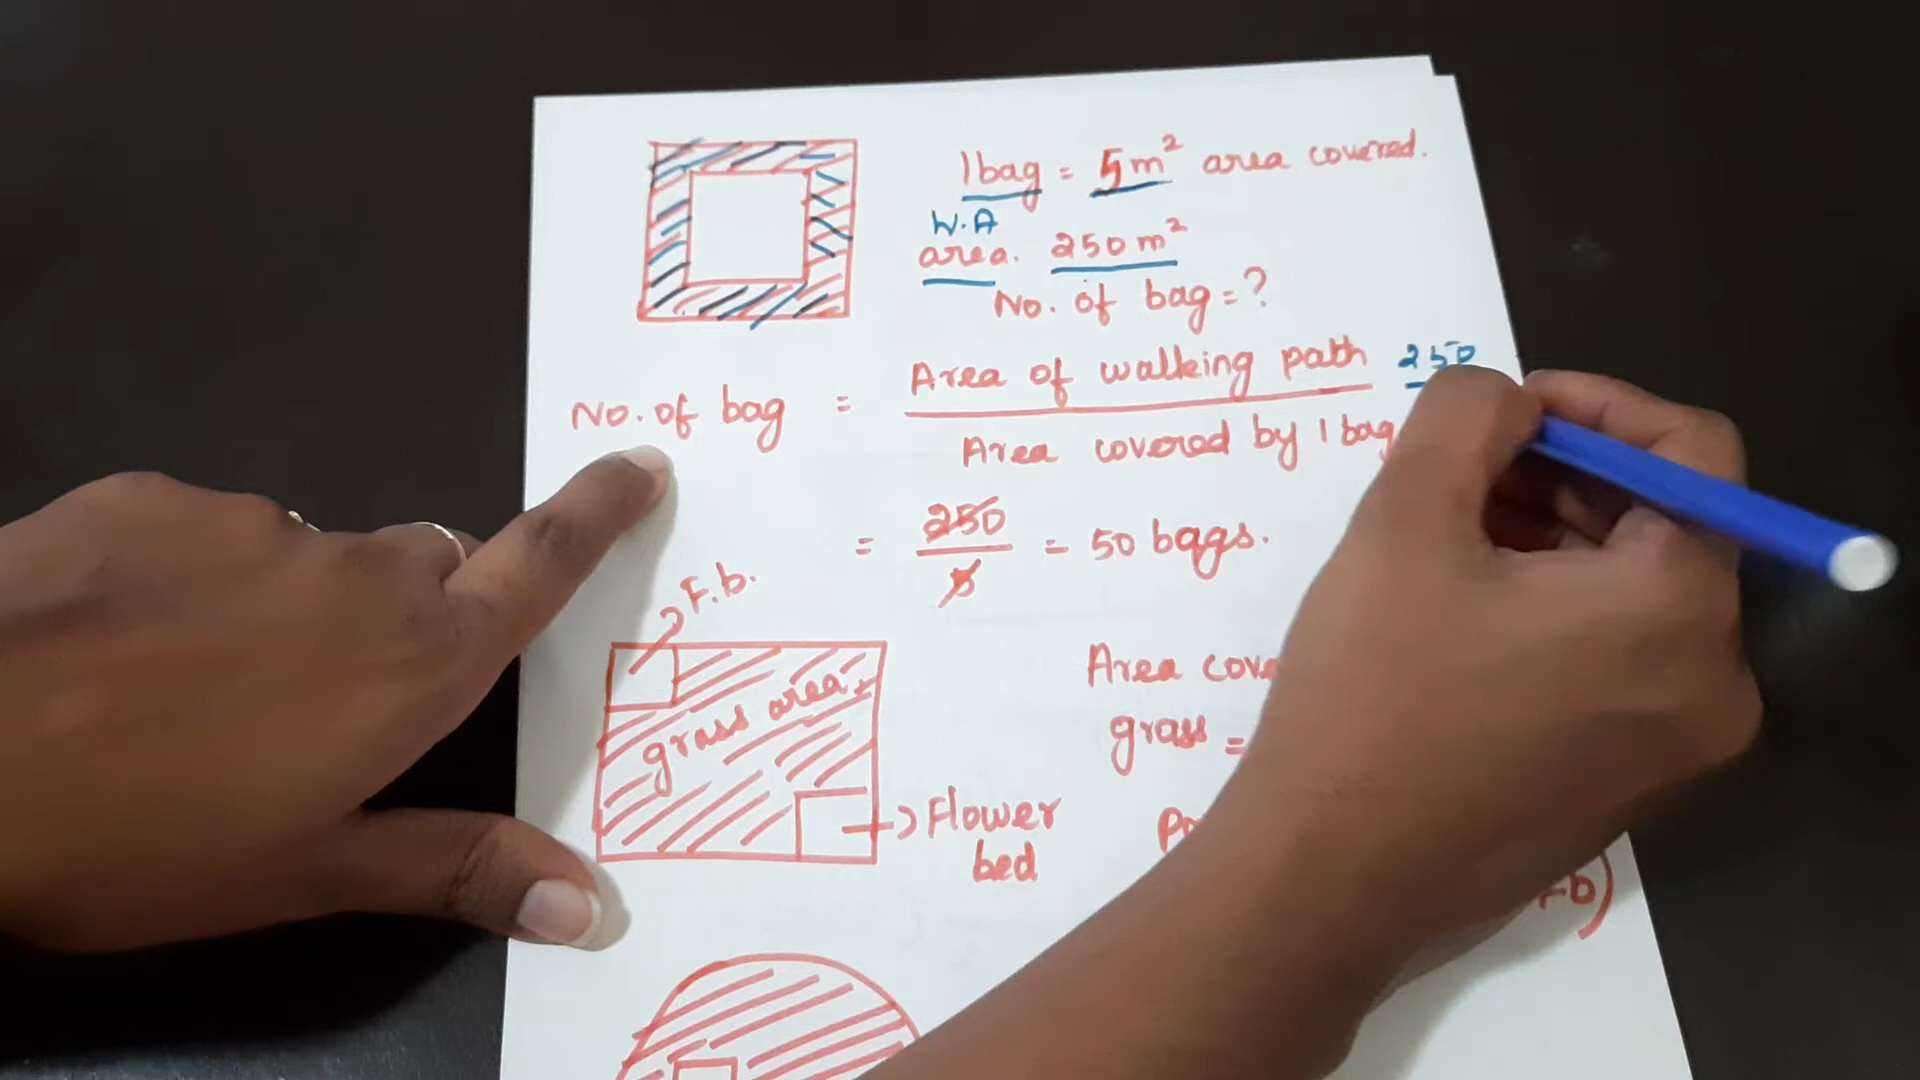 1 bag = 5 m² area covered.
W.A
area. 250 m²
No. of bag = ?
No. of bag = Area of walking path 250
Area covered by 1 bag
= 250 = 50 bags.
5
F.b.
grass area
Area
grass =
Flower
bed